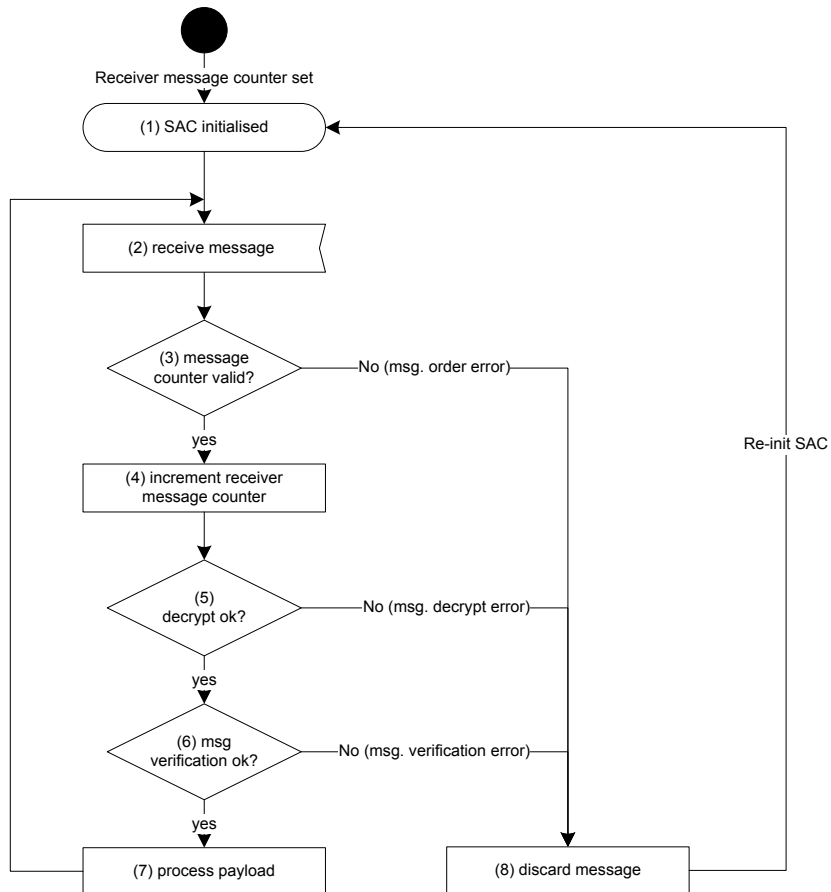 Receiver message counter set
(1) SAC initialised
(2) receive message
(3) message
counter valid?
No (msg. order error)
yes
Re-init SAC
(4) increment receiver
message counter
(5)
decrypt ok?
No (msg. decrypt error)
yes
(6) msg
verification ok?
No (msg. verification error)
yes
(7) process payload
(8) discard message